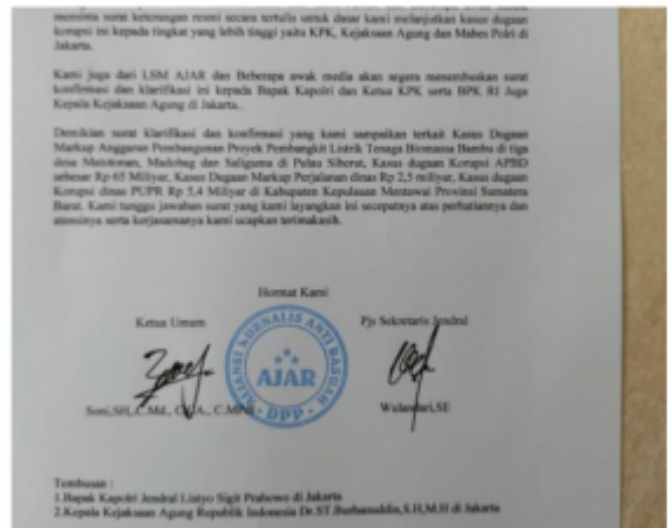 meminta surat keterangan resmi secara tertulis untuk dasar kami melanjutkan kasus dugaan
korupsi ini kepada tingkat yang lebih tinggi yaitu KPK, Kejaksaan Agung dan Mabes Polri di
Jakarta.
Kami juga dari LSM AJAR dan Beberapa awak media akan segera menembuskan surat
konfirmasi dan klarifikasi ini kepada Bapak Kapolri dan Ketua KPK serta BPK RI Juga
Kepala Kejaksaan Agung di Jakarta..
Demikian surat klarifikasi dan konfirmasi yang kami sampaikan terkait Kasus Dugaan
Markup Anggaran Pembangunan Proyek Pembangkit Listrik Tenaga Biomassa Bambu di tiga
desa Matotonan, Madobag dan Saliguma di Pulau Siberut, Kasus dugaan Korupsi APBD
sebesar Rp 65 Miliyar, Kasus Dugaan Markup Perjalanan dinas Rp 2,5 miliyar, Kasus dugaan
Korupsi dinas PUPR Rp 5,4 Miliyar di Kabupaten Kepulauan Mentawai Provinsi Sumatera
Barat. Kami tunggu jawaban surat yang kami layangkan ini secepatnya atas perhatiannya dan
atensinya serta kerjasamanya kami ucapkan terimakasih.
Hormat Kami
Ketua Umum Pjs Sekretaris Jendral
ALIANSI JURNALIS ANTI RASUAH
AJAR
DPP
Soni,SH,C.Md., C.MPd Wulandari,SE
Tembusan :
1.Bapak Kapolri Jendral Listyo Sigit Prabowo di Jakarta
2.Kepala Kejaksaan Agung Republik Indonesia Dr.ST.Burhanuddin,S.H,M.H di Jakarta